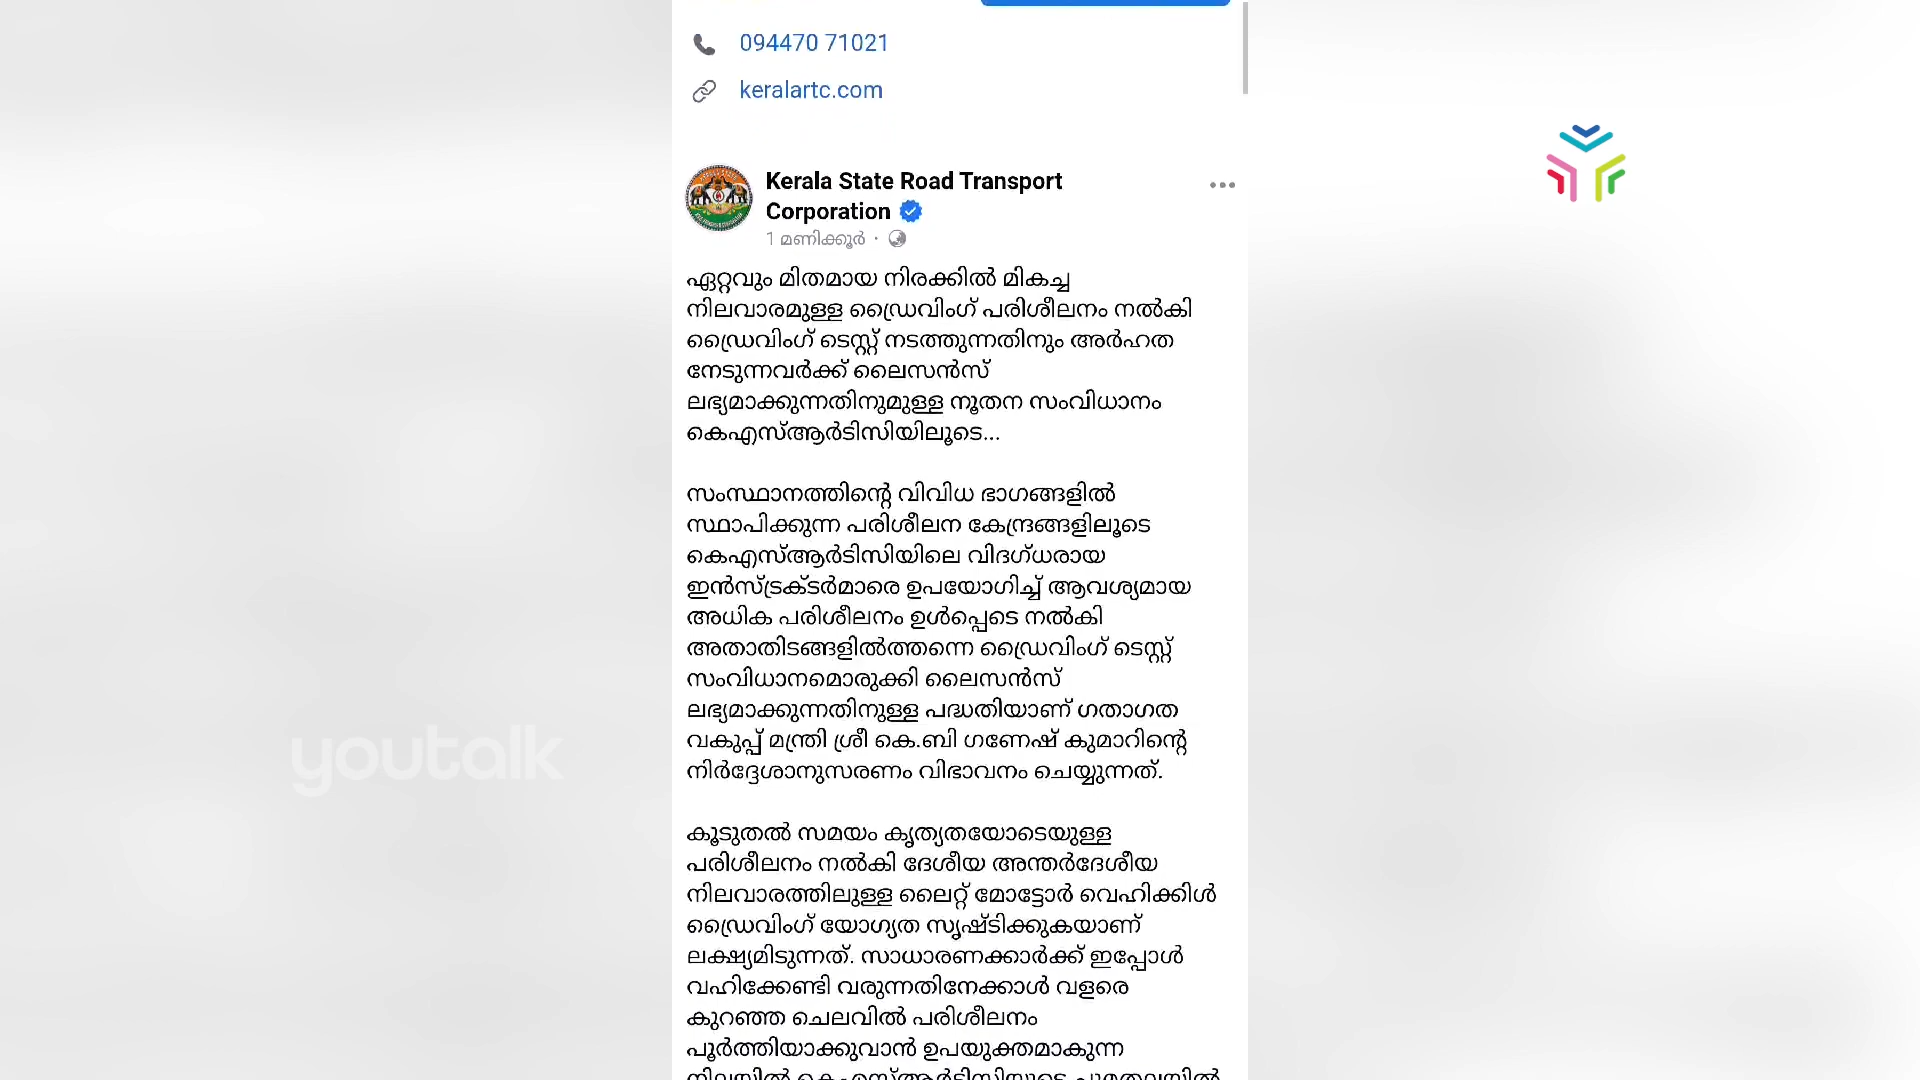 094470 71021
keralartc.com
Kerala State Road Transport
Corporation
1 മണിക്കൂർ ·
ഏറ്റവും മിതമായ നിരക്കിൽ മികച്ച
നിലവാരമുള്ള ഡ്രൈവിംഗ് പരിശീലനം നൽകി
ഡ്രൈവിംഗ് ടെസ്റ്റ് നടത്തുന്നതിനും അർഹത
നേടുന്നവർക്ക് ലൈസൻസ്
ലഭ്യമാക്കുന്നതിനുമുള്ള നൂതന സംവിധാനം
കെഎസ്ആർടിസിയിലൂടെ...
സംസ്ഥാനത്തിന്റെ വിവിധ ഭാഗങ്ങളിൽ
സ്ഥാപിക്കുന്ന പരിശീലന കേന്ദ്രങ്ങളിലൂടെ
കെഎസ്ആർടിസിയിലെ വിദഗ്ധരായ
ഇൻസ്ട്രക്ടർമാരെ ഉപയോഗിച്ച് ആവശ്യമായ
അധിക പരിശീലനം ഉൾപ്പെടെ നൽകി
അതാതിടങ്ങളിൽത്തന്നെ ഡ്രൈവിംഗ് ടെസ്റ്റ്
സംവിധാനമൊരുക്കി ലൈസൻസ്
ലഭ്യമാക്കുന്നതിനുള്ള പദ്ധതിയാണ് ഗതാഗത
വകുപ്പ് മന്ത്രി ശ്രീ കെ.ബി ഗണേഷ് കുമാറിന്റെ
നിർദ്ദേശാനുസരണം വിഭാവനം ചെയ്യുന്നത്.
കൂടുതൽ സമയം കൃത്യതയോടെയുള്ള
പരിശീലനം നൽകി ദേശീയ അന്തർദേശീയ
നിലവാരത്തിലുള്ള ലൈറ്റ് മോട്ടോർ വെഹിക്കിൾ
ഡ്രൈവിംഗ് യോഗ്യത സൃഷ്ടിക്കുകയാണ്
ലക്ഷ്യമിടുന്നത്. സാധാരണക്കാർക്ക് ഇപ്പോൾ
വഹിക്കേണ്ടി വരുന്നതിനേക്കാൾ വളരെ
കുറഞ്ഞ ചെലവിൽ പരിശീലനം
പൂർത്തിയാക്കുവാൻ ഉപയുക്തമാകുന്ന
youtalk